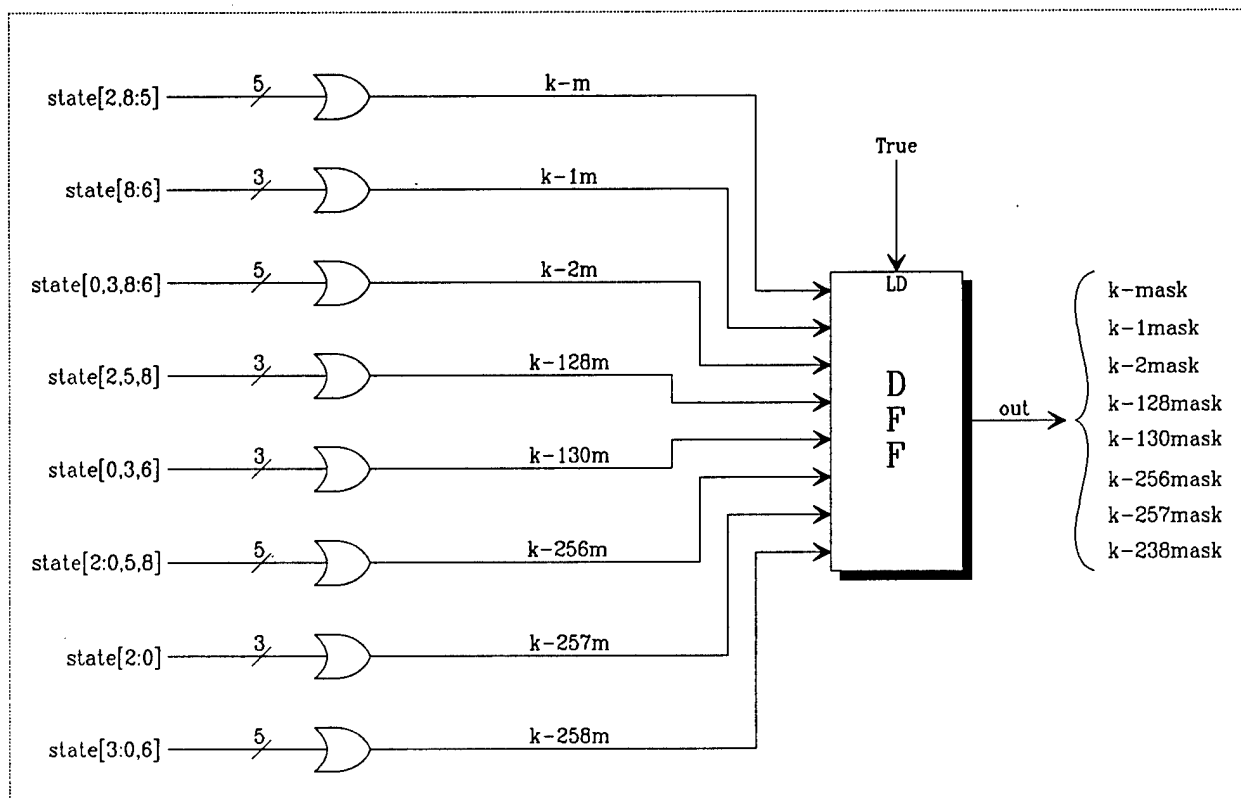 state[2,8:5]
5
k-m
state[8:6]
3
k-1m
True
state[0,3,8:6]
5
k-2m
LD
k-mask
k-1mask
state[2,5,8]
3
k-128m
k-2mask
D
F
F
out
k-128mask
k-130mask
state[0,3,6]
3
k-130m
k-256mask
k-257mask
k-238mask
state[2:0,5,8]
5
k-256m
state[2:0]
3
k-257m
state[3:0,6]
5
k-258m